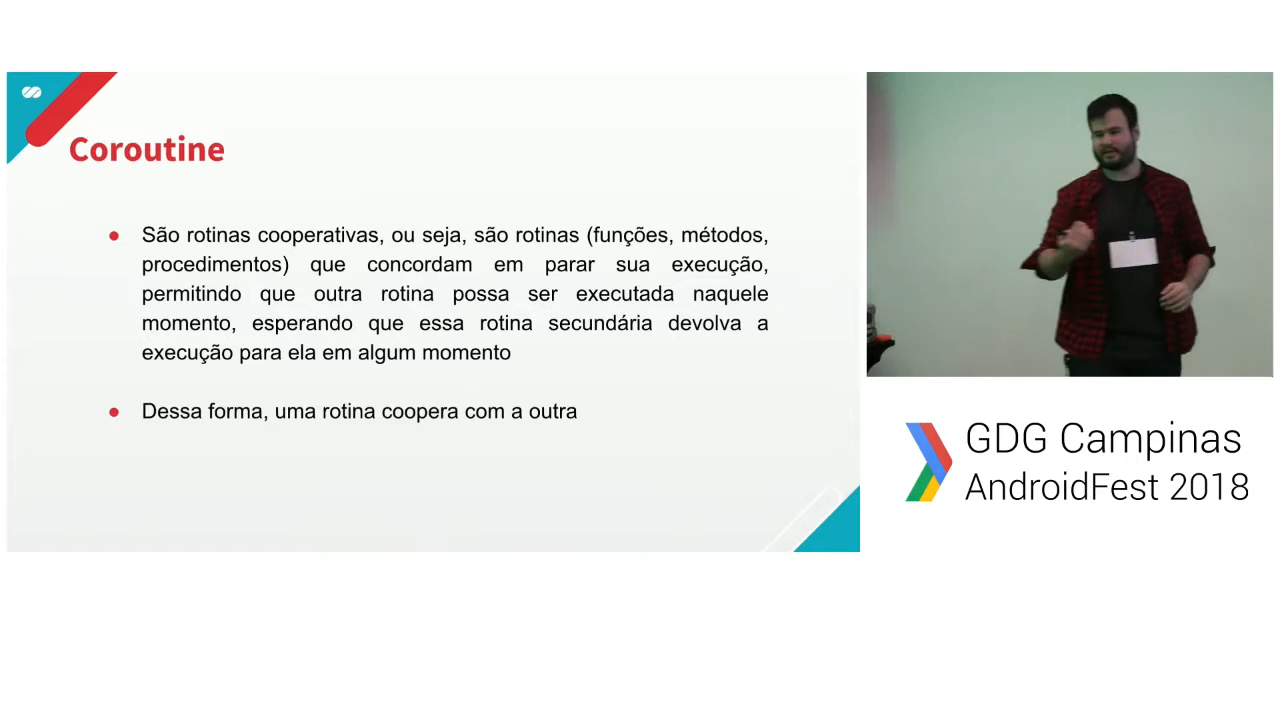 Coroutine
● São rotinas cooperativas, ou seja, são rotinas (funções, métodos,
procedimentos) que concordam em parar sua execução,
permitindo que outra rotina possa ser executada naquele
momento, esperando que essa rotina secundária devolva a
execução para ela em algum momento
● Dessa forma, uma rotina coopera com a outra
GDG Campinas
AndroidFest 2018